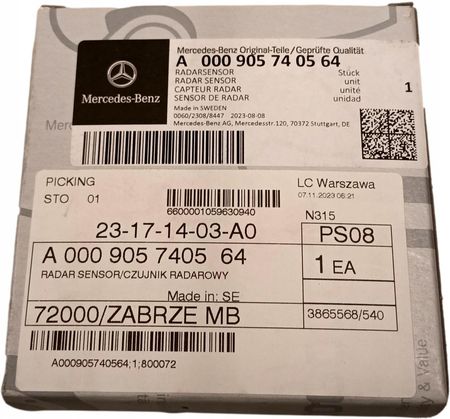 Mercedes-Benz
Mercedes-Benz Original-Teile/Geprüfte Qualität
A 000 905 740 5 64
RADARSENSOR
Stück
RADAR SENSOR
unit
CAPTEUR RADAR
unité
1
SENSOR DE RADAR
unidad
Made in SWEDEN
0060/2308/8447 2023-08-08
Mercedes-Benz AG, Mercedesstr.120, 70372 Stuttgart, DE
PICKING
LC Warszawa
STO 01
6600001059630940
07.11.2023 06:21
N315
23-17-14-03-A0
PS08
A 000 905 7405 64
1 EA
RADAR SENSOR/CZUJNIK RADAROWY
Made in: SE
72000/ZABRZE MB
3865568/540
A000905740564;1;800072
& Value.